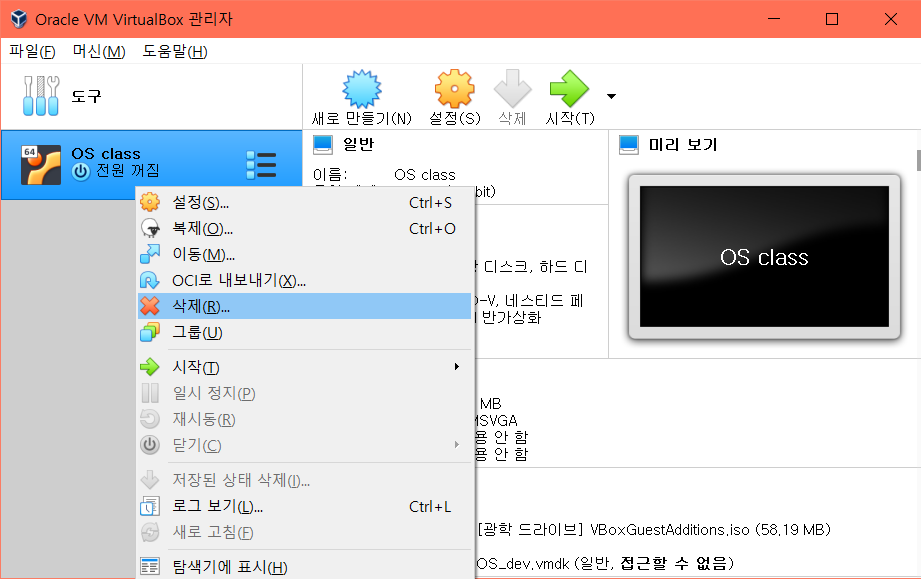 Oracle VM VirtualBox 관리자
파일(F) 머신(M) 도움말(H)
도구
새로 만들기(N) 설정(S) 삭제 시작(T)
64
OS class
전원 꺼짐
일반
이름: OS class
bit)
미리 보기
OS class
설정(S)... Ctrl+S
복제(O)... Ctrl+O
이동(M)...
OCI로 내보내기(X)...
삭제(R)...
그룹(U)
시작(T)
일시 정지(P)
재시동(R)
닫기(C)
저장된 상태 삭제(I)...
로그 보기(L)... Ctrl+L
새로 고침(F)
탐색기에 표시(H)
디스크, 하드 디
-V, 네스티드 페
반가상화
MB
MSVGA
용 안 함
용 안 함
[광학 드라이브] VBoxGuestAdditions.iso (58.19 MB)
OS_dev.vmdk (일반, 접근할 수 없음)